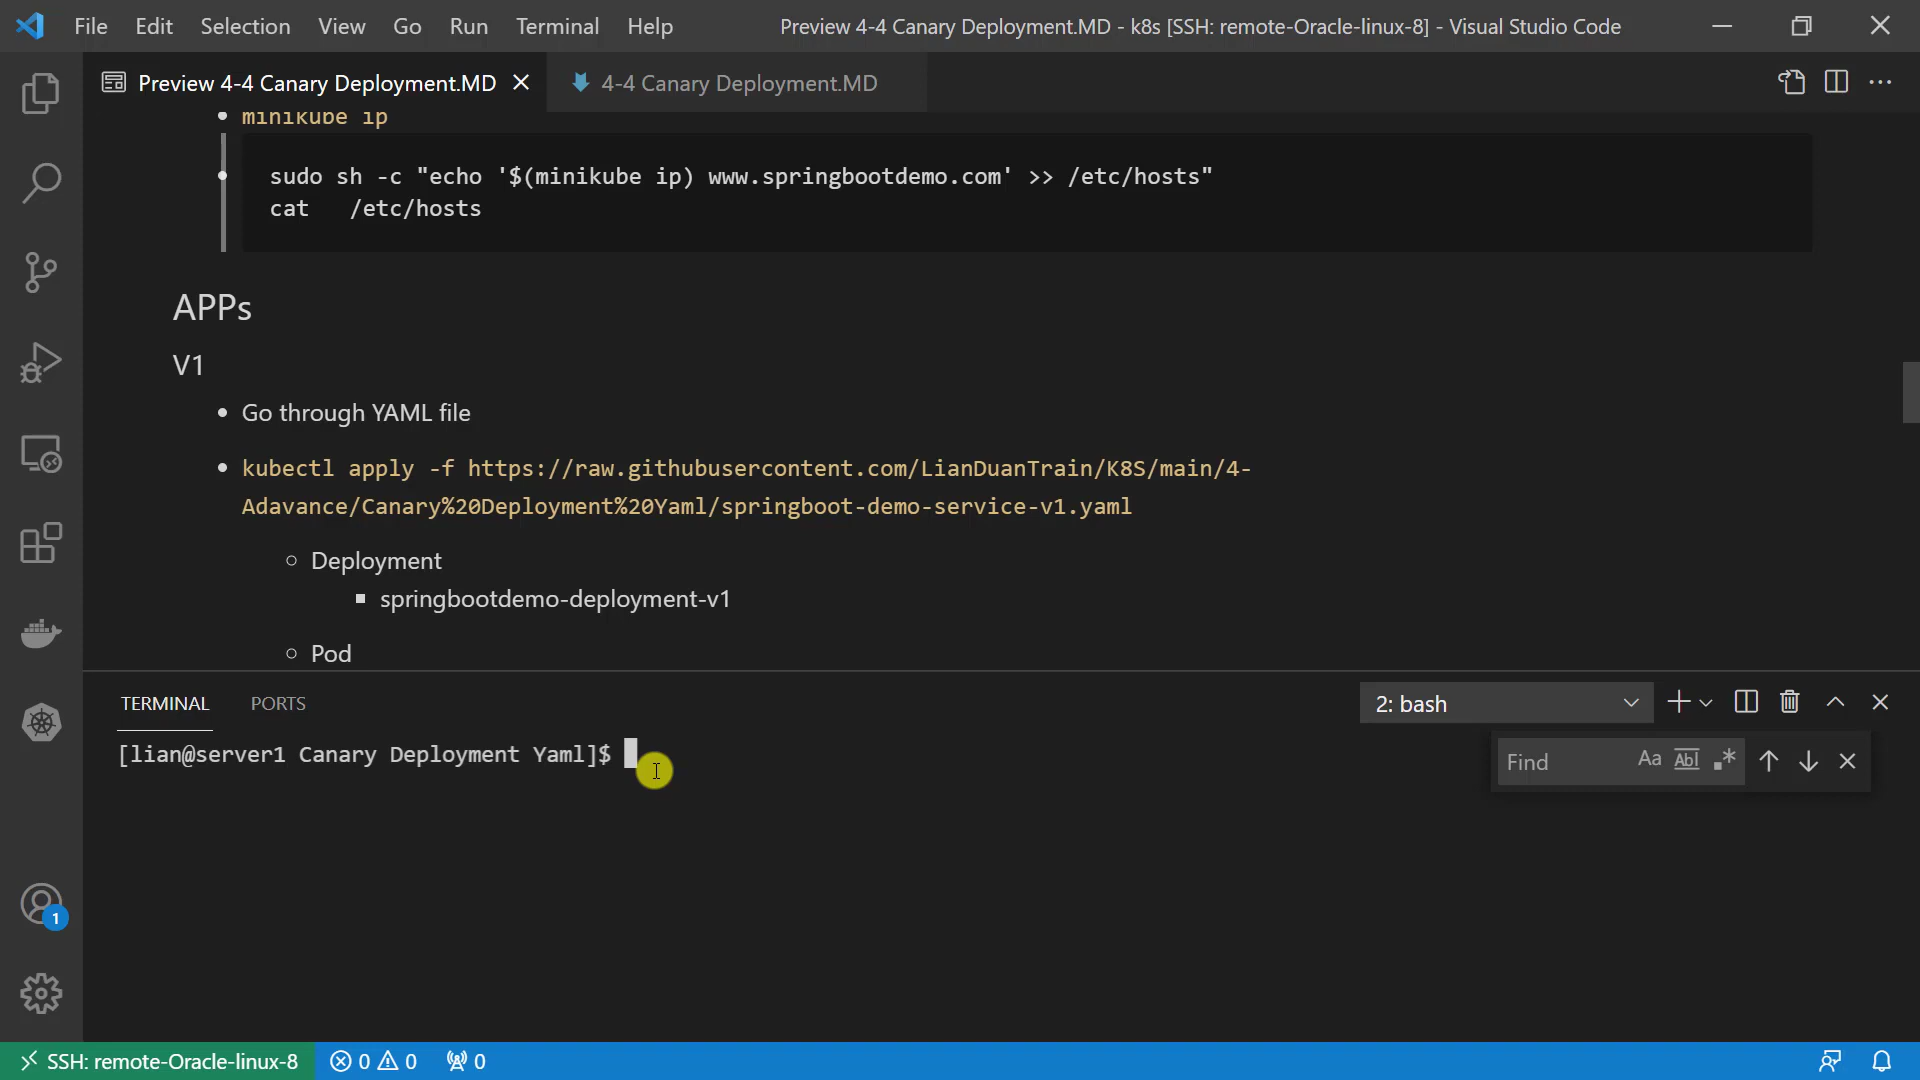 File Edit Selection View Go Run Terminal Help Preview 4-4 Canary Deployment.MD - k8s [SSH: remote-Oracle-linux-8] - Visual Studio Code
Preview 4-4 Canary Deployment.MD 4-4 Canary Deployment.MD
minikube ip
sudo sh -c "echo '$(minikube ip) www.springbootdemo.com' >> /etc/hosts"
cat /etc/hosts
APPs
V1
Go through YAML file
kubectl apply -f https://raw.githubusercontent.com/LianDuanTrain/K8S/main/4-
Adavance/Canary%20Deployment%20Yaml/springboot-demo-service-v1.yaml
Deployment
springbootdemo-deployment-v1
Pod
TERMINAL PORTS 2: bash
[lian@server1 Canary Deployment Yaml]$
Find Aa Abl .*
1
SSH: remote-Oracle-linux-8 0 0 0